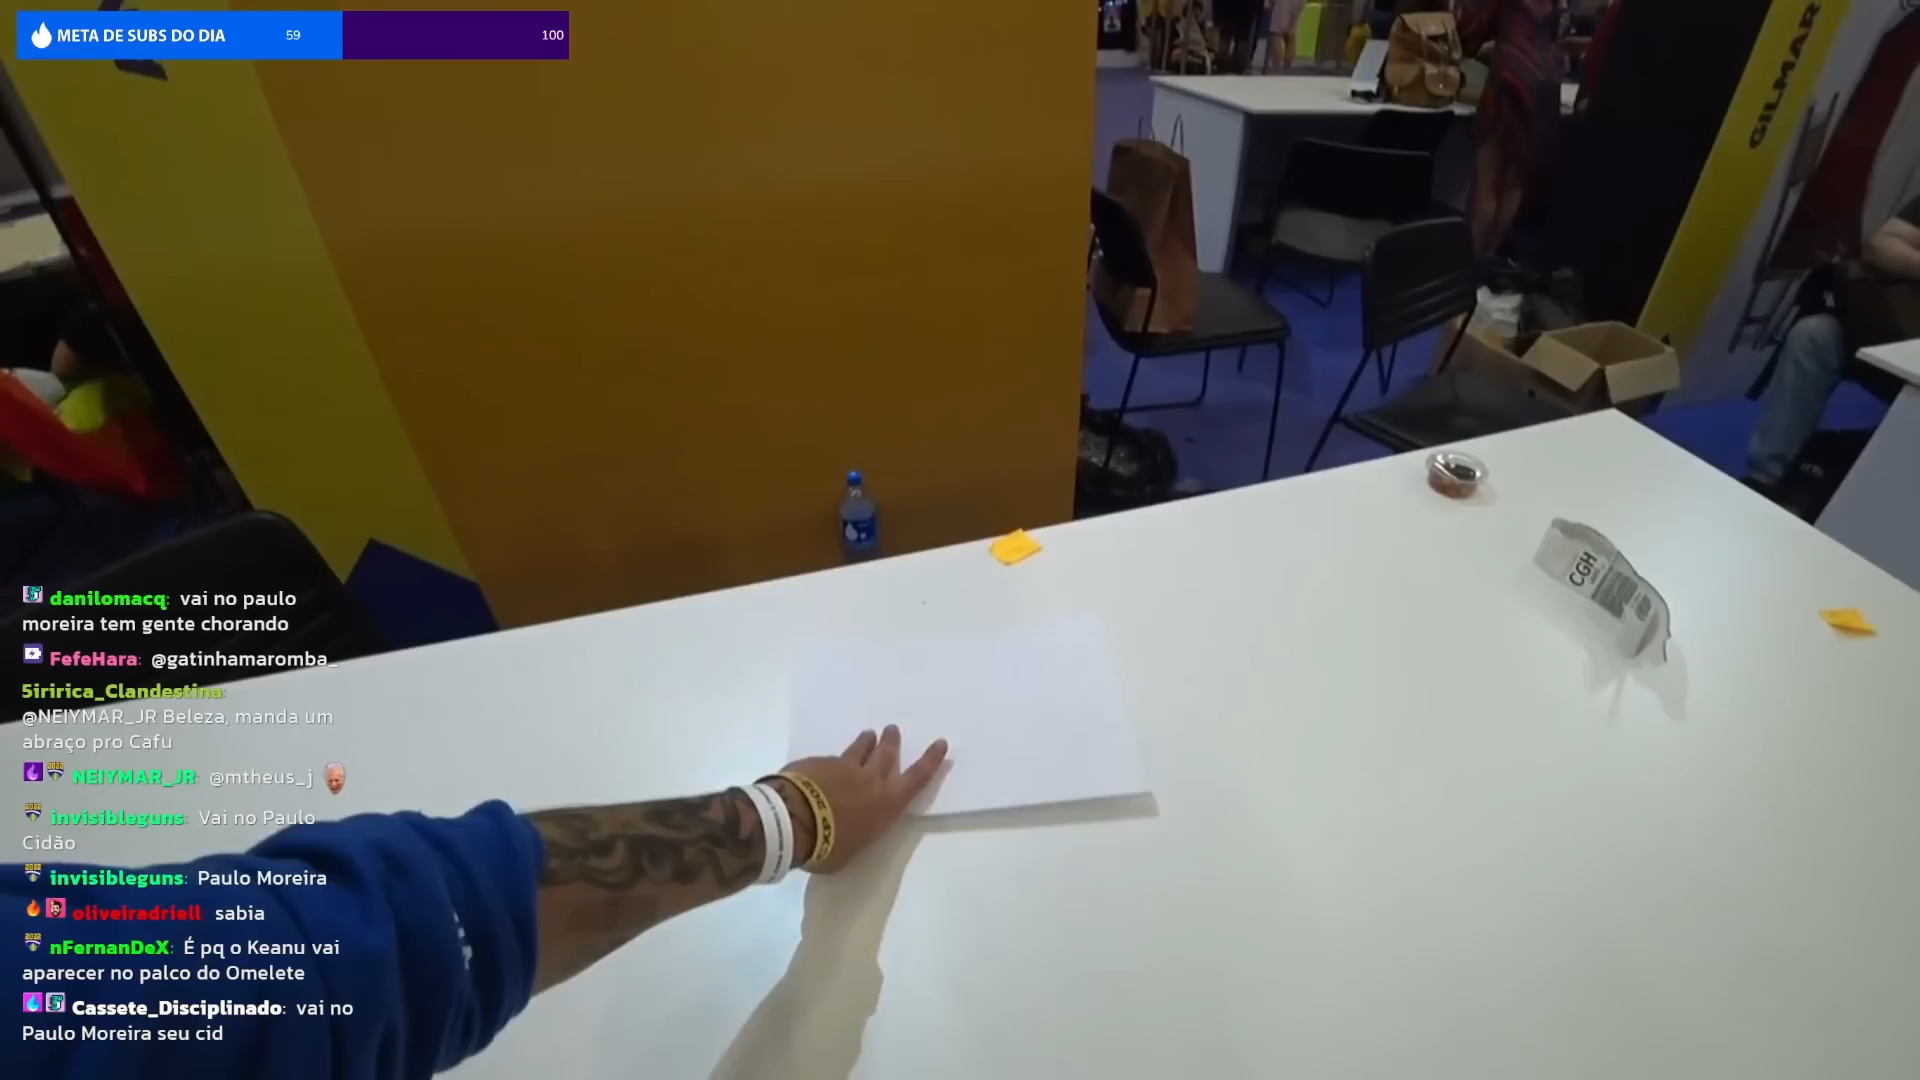 META DE SUBS DO DIA 59 100
GILMAR
CGH
danilomacq: vai no paulo
moreira tem gente chorando
FefeHara: @gatinhamaromba_
5iririca_Clandestina:
@NEIYMAR_JR Beleza, manda um
abraço pro Cafu
NEIYMAR_JR: @mtheus_j
invisibleguns: Vai no Paulo
Cidão
invisibleguns: Paulo Moreira
oliveiradriell: sabia
nFernanDeX: É pq o Keanu vai
aparecer no palco do Omelete
Cassete_Disciplinado: vai no
Paulo Moreira seu cid